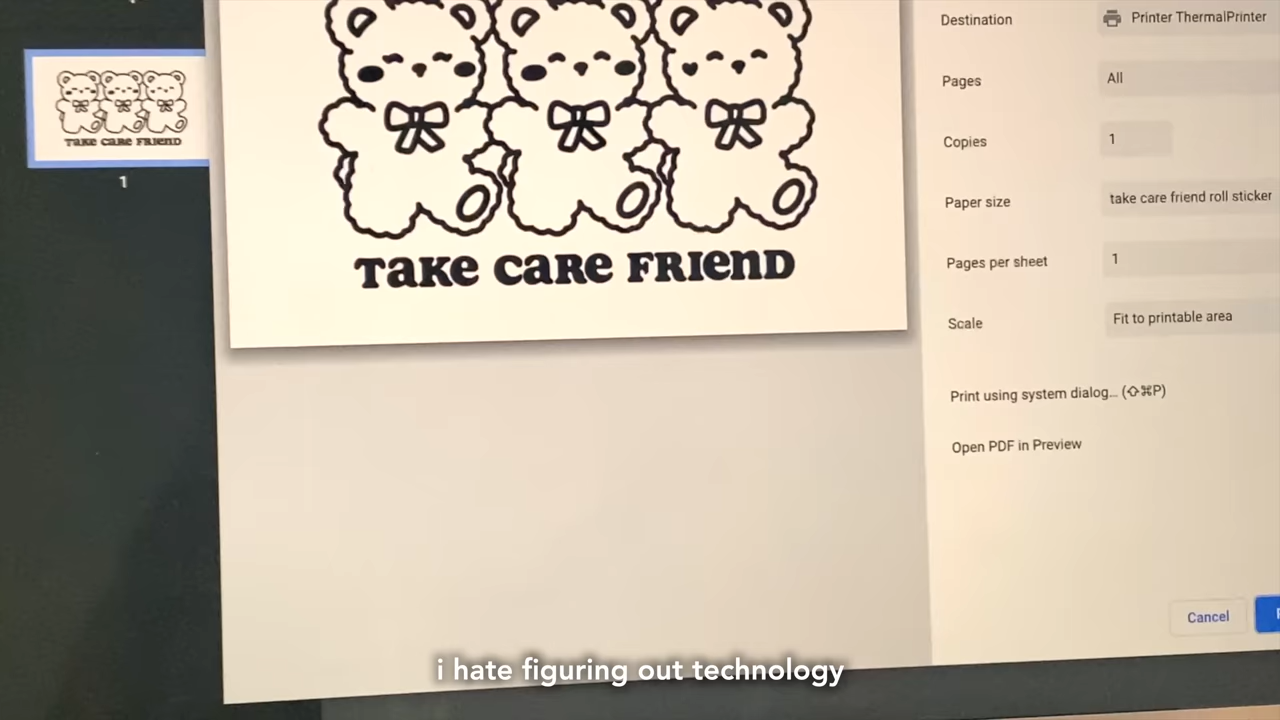 TAKE CARE FRIEND
1
TAKE CARE FRIEND
Destination
Printer ThermalPrinter
Pages
All
Copies
1
Paper size
take care friend roll sticker
Pages per sheet
1
Scale
Fit to printable area
Print using system dialog... (⇧⌘P)
Open PDF in Preview
Cancel
i hate figuring out technology